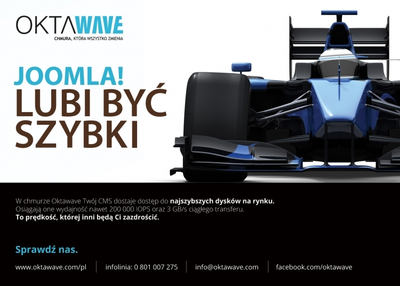 OKTAWAVE
CHMURA, KTÓRA WSZYSTKO ZMIENIA
JOOMLA!
LUBI BYĆ
SZYBKI
W chmurze Oktawave Twój CMS dostaje dostęp do najszybszych dysków na rynku.
Osiągają one wydajność nawet 200 000 IOPS oraz 3 GB/s ciągłego transferu.
To prędkość, której inni będą Ci zazdrościć.
Sprawdź nas.
www.oktawave.com/pl
infolinia: 0 801 007 275
info@oktawave.com
facebook.com/oktawave